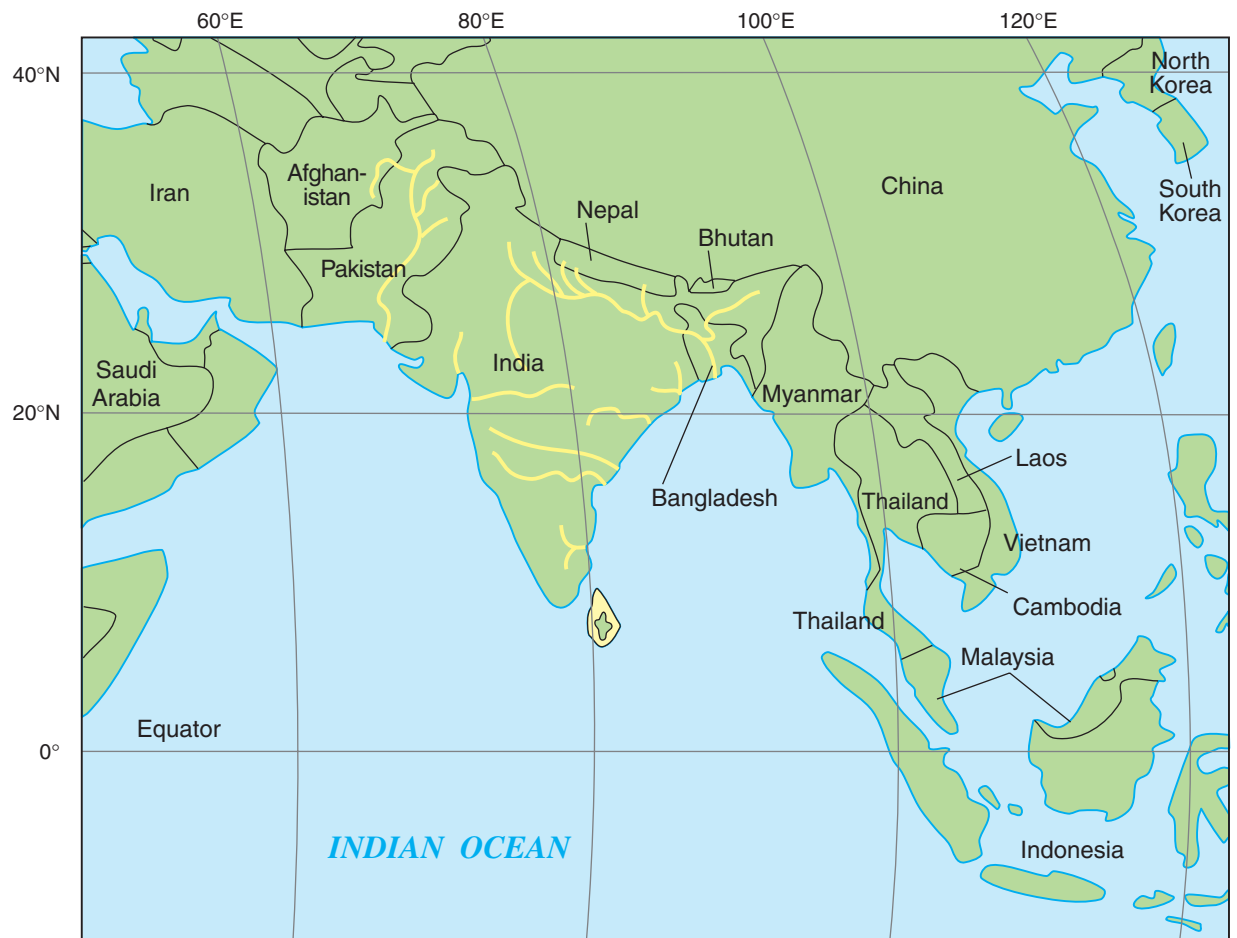 60°E 80°E 100°E 120°E
40°N
North
Korea
Iran
Afghan-
istan
China
South
Korea
Nepal
Bhutan
Pakistan
India
Saudi
Arabia
Myanmar
20°N
Laos
Bangladesh
Thailand
Vietnam
Cambodia
Thailand
Malaysia
Equator
0°
INDIAN OCEAN
Indonesia